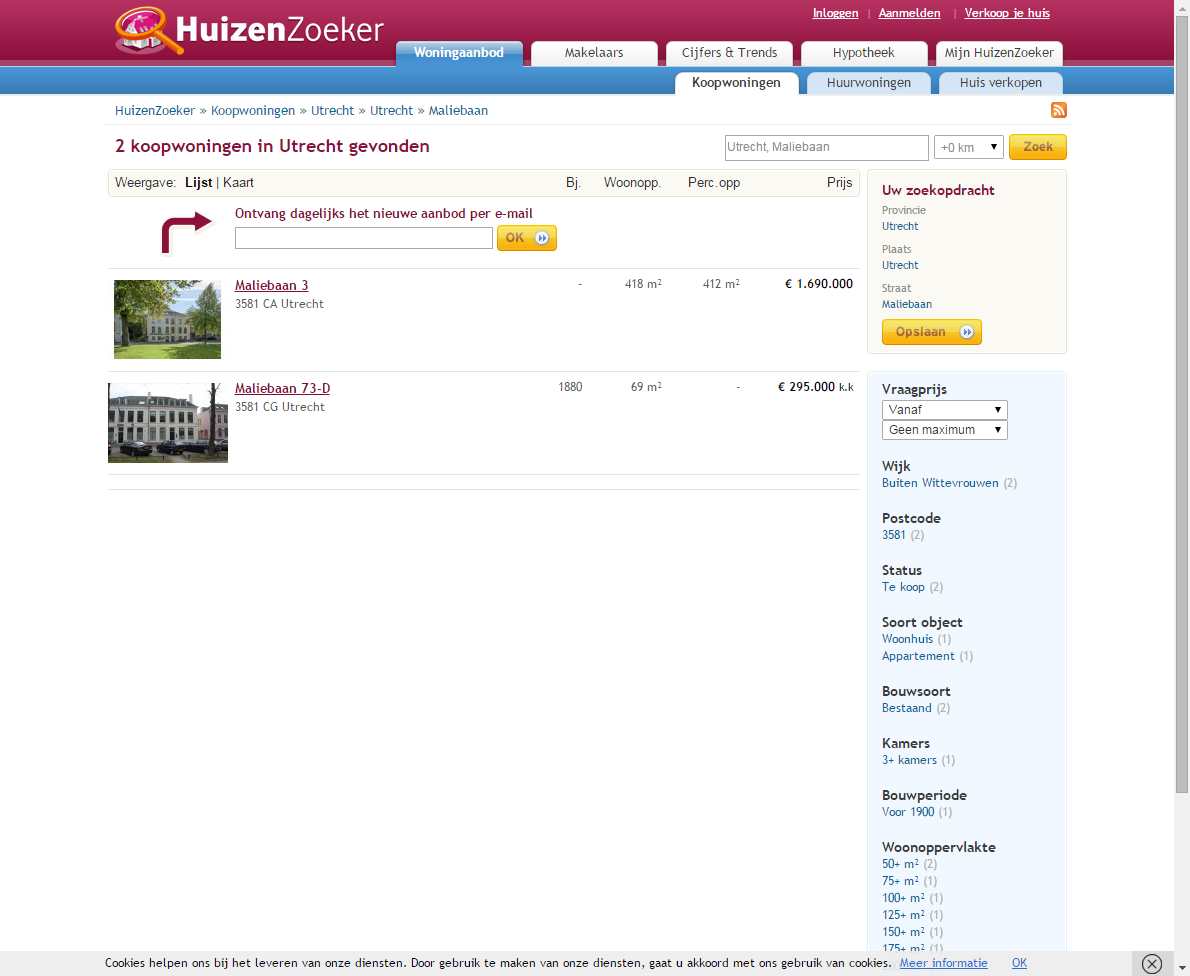 Inloggen | Aanmelden | Verkoop je huis
HuizenZoeker
Woningaanbod Makelaars Cijfers & Trends Hypotheek Mijn HuizenZoeker
Koopwoningen Huurwoningen Huis verkopen
HuizenZoeker » Koopwoningen » Utrecht » Utrecht » Maliebaan
2 koopwoningen in Utrecht gevonden
Utrecht, Maliebaan +0 km Zoek
Weergave: Lijst | Kaart Bj. Woonopp. Perc.opp Prijs
Ontvang dagelijks het nieuwe aanbod per e-mail
OK
Maliebaan 3 - 418 m² 412 m² € 1.690.000
3581 CA Utrecht
Maliebaan 73-D 1880 69 m² - € 295.000 k.k
3581 CG Utrecht
Uw zoekopdracht
Provincie
Utrecht
Plaats
Utrecht
Straat
Maliebaan
Opslaan
Vraagprijs
Vanaf
Geen maximum
Wijk
Buiten Wittevrouwen (2)
Postcode
3581 (2)
Status
Te koop (2)
Soort object
Woonhuis (1)
Appartement (1)
Bouwsoort
Bestaand (2)
Kamers
3+ kamers (1)
Bouwperiode
Voor 1900 (1)
Woonoppervlakte
50+ m² (2)
75+ m² (1)
100+ m² (1)
125+ m² (1)
150+ m² (1)
175+ m² (1)
Cookies helpen ons bij het leveren van onze diensten. Door gebruik te maken van onze diensten, gaat u akkoord met ons gebruik van cookies. Meer informatie OK